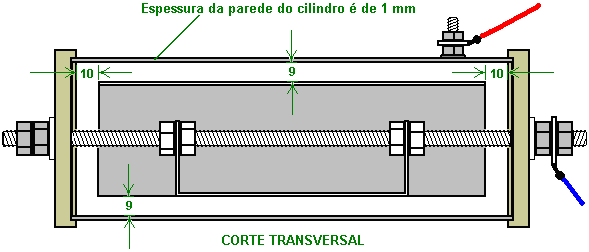 Espessura da parede do cilindro é de 1 mm
10
9
10
9
CORTE TRANSVERSAL